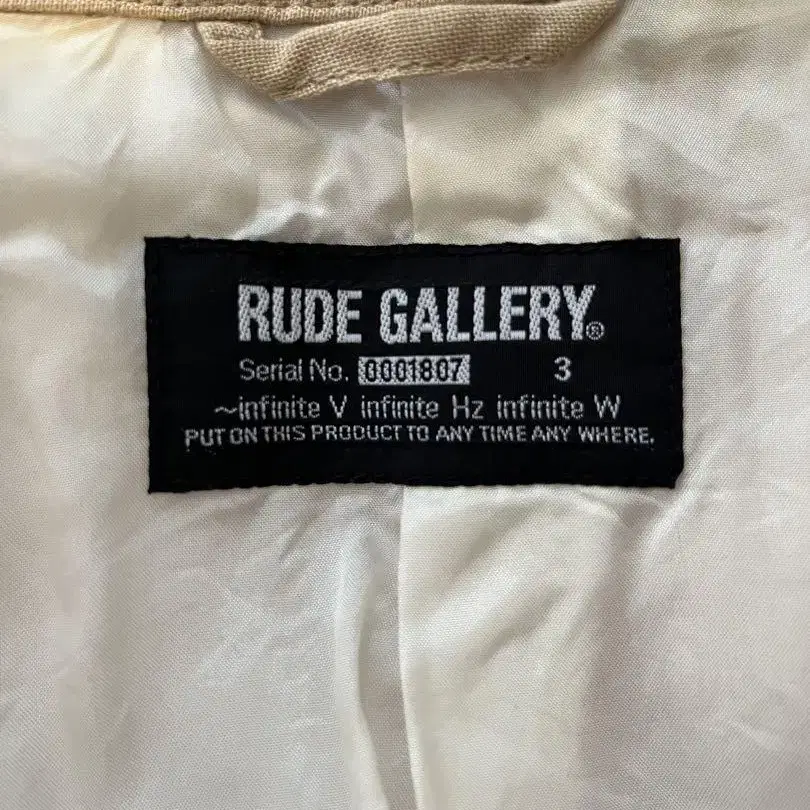 RUDE GALLERY®
Serial No. 0001807 3
~infinite V infinite Hz infinite W
PUT ON THIS PRODUCT TO ANY TIME ANY WHERE.